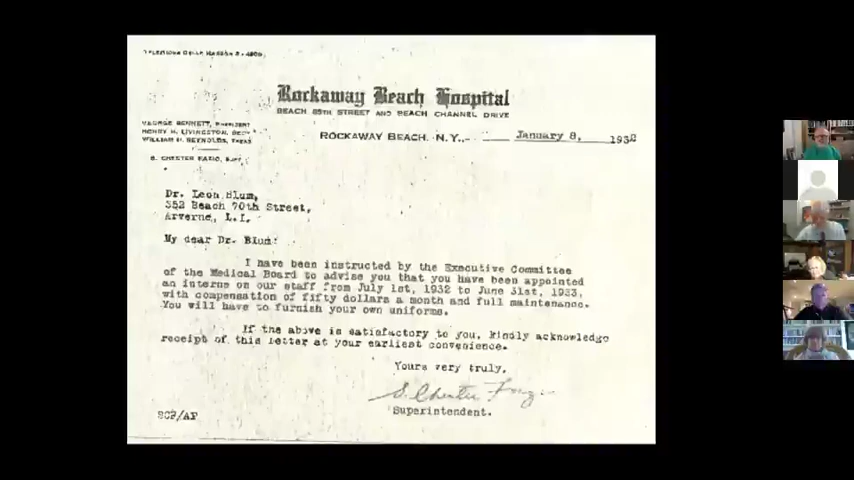 Rockaway Beach Hospital
BEACH 85TH STREET AND BEACH CHANNEL DRIVE
GEORGE BENNETT, PRESIDENT
HENRY H. LIVINGSTON, SECY
WILLIAM H. REYNOLDS, TREAS
S. CHESTER FAZIO, SUPT.
ROCKAWAY BEACH. N.Y., January 8, 1932
Dr. Leon Blum,
352 Beach 70th Street,
Arverne, L.I.
My dear Dr. Blum:
I have been instructed by the Executive Committee
of the Medical Board to advise you that you have been appointed
an interne on our staff from July 1st, 1932 to June 31st, 1933,
with compensation of fifty dollars a month and full maintenance.
You will have to furnish your own uniforms.
If the above is satisfactory to you, kindly acknowledge
receipt of this letter at your earliest convenience.
Yours very truly,
S. Chester
Superintendent.